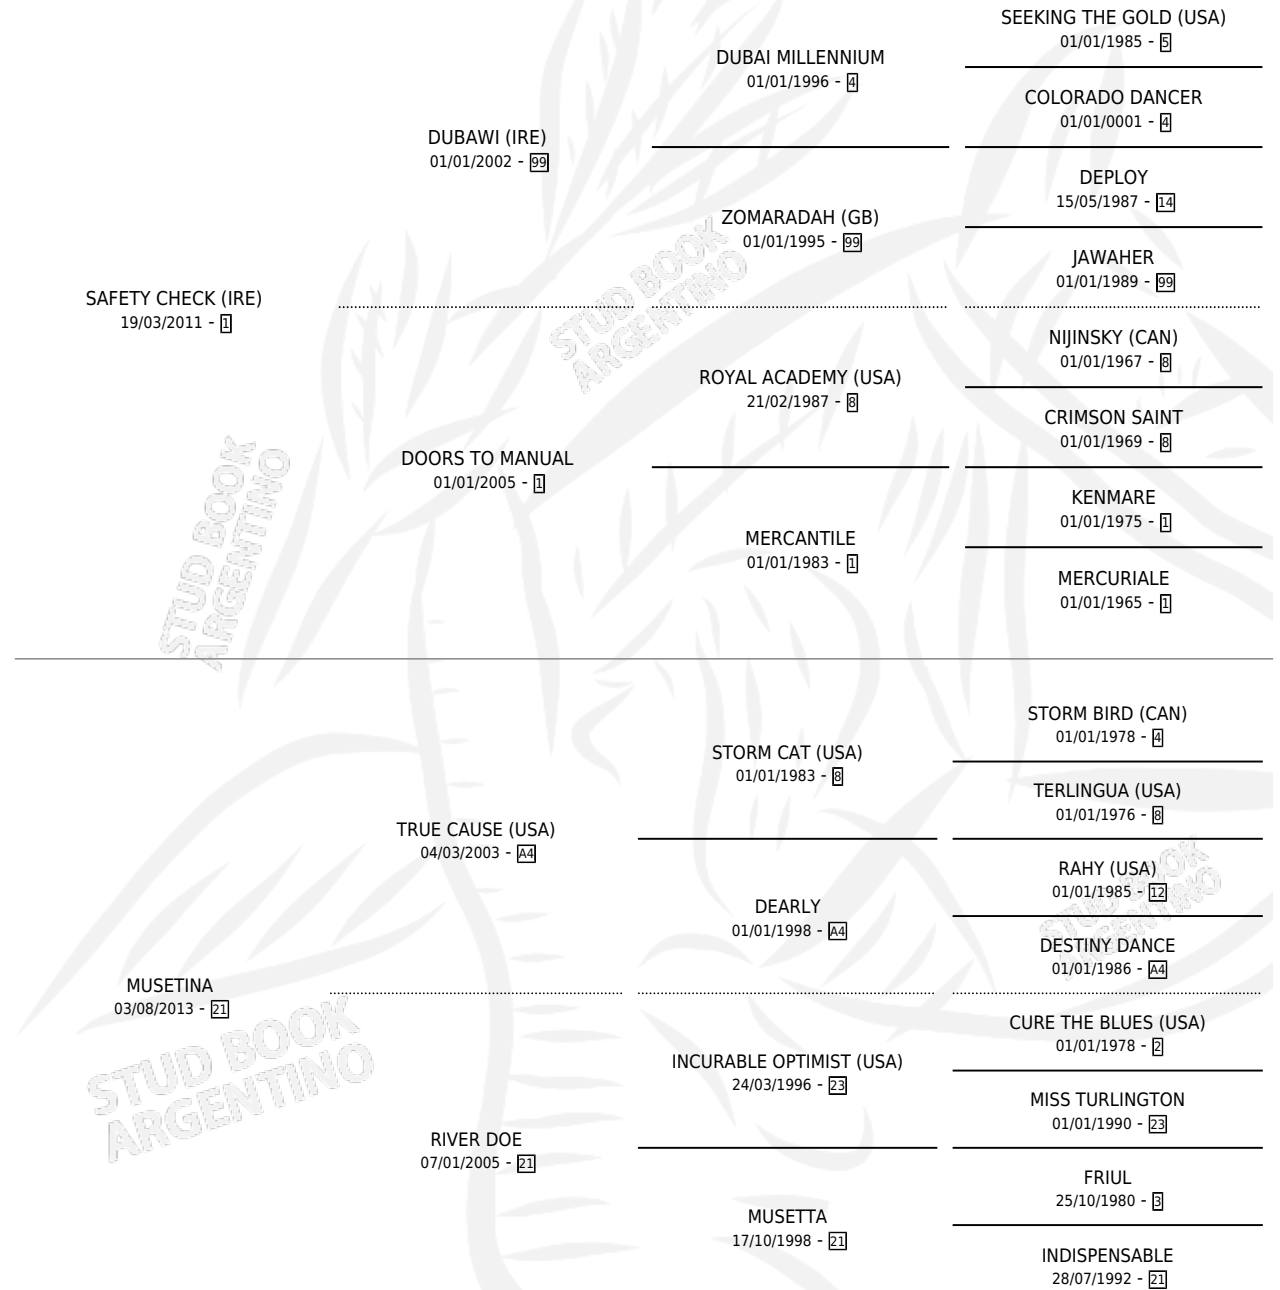 SEEKING THE GOLD (USA)
01/01/1985 - 5
DUBAI MILLENNIUM
01/01/1996 - 4
COLORADO DANCER
01/01/0001 - 4
DUBAWI (IRE)
01/01/2002 - 99
DEPLOY
15/05/1987 - 14
ZOMARADAH (GB)
01/01/1995 - 99
JAWAHER
01/01/1989 - 99
SAFETY CHECK (IRE)
19/03/2011 - 1
STUD BOOK
ARGENTINO
NIJINSKY (CAN)
01/01/1967 - 8
ROYAL ACADEMY (USA)
21/02/1987 - 8
CRIMSON SAINT
01/01/1969 - 8
DOORS TO MANUAL
01/01/2005 - 1
KENMARE
01/01/1975 - 1
MERCANTILE
01/01/1983 - 1
MERCURIALE
01/01/1965 - 1
STUD BOOK
ARGENTINO
STORM BIRD (CAN)
01/01/1978 - 4
STORM CAT (USA)
01/01/1983 - 8
TERLINGUA (USA)
01/01/1976 - 8
TRUE CAUSE (USA)
04/03/2003 - A4
RAHY (USA)
01/01/1985 - 12
STUD BOOK
ARGENTINO
DEARLY
01/01/1998 - A4
DESTINY DANCE
01/01/1986 - A4
MUSETINA
03/08/2013 - 21
STUD BOOK
ARGENTINO
CURE THE BLUES (USA)
01/01/1978 - 2
INCURABLE OPTIMIST (USA)
24/03/1996 - 23
MISS TURLINGTON
01/01/1990 - 23
RIVER DOE
07/01/2005 - 21
FRIUL
25/10/1980 - 3
MUSETTA
17/10/1998 - 21
INDISPENSABLE
28/07/1992 - 21